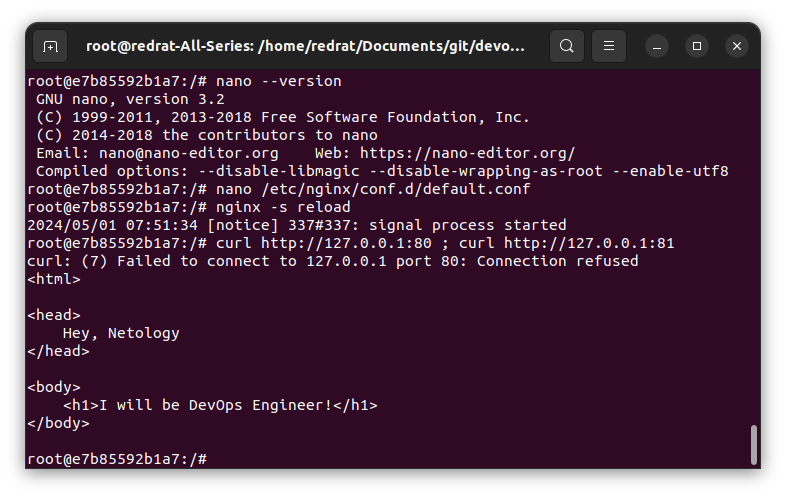 root@redrat-All-Series: /home/redrat/Documents/git/devo...
root@e7b85592b1a7:/# nano --version
 GNU nano, version 3.2
 (C) 1999-2011, 2013-2018 Free Software Foundation, Inc.
 (C) 2014-2018 the contributors to nano
 Email: nano@nano-editor.org    Web: https://nano-editor.org/
 Compiled options: --disable-libmagic --disable-wrapping-as-root --enable-utf8
root@e7b85592b1a7:/# nano /etc/nginx/conf.d/default.conf
root@e7b85592b1a7:/# nginx -s reload
2024/05/01 07:51:34 [notice] 337#337: signal process started
root@e7b85592b1a7:/# curl http://127.0.0.1:80 ; curl http://127.0.0.1:81
curl: (7) Failed to connect to 127.0.0.1 port 80: Connection refused
<html>
<head>
    Hey, Netology
</head>
<body>
    <h1>I will be DevOps Engineer!</h1>
</body>
root@e7b85592b1a7:/#